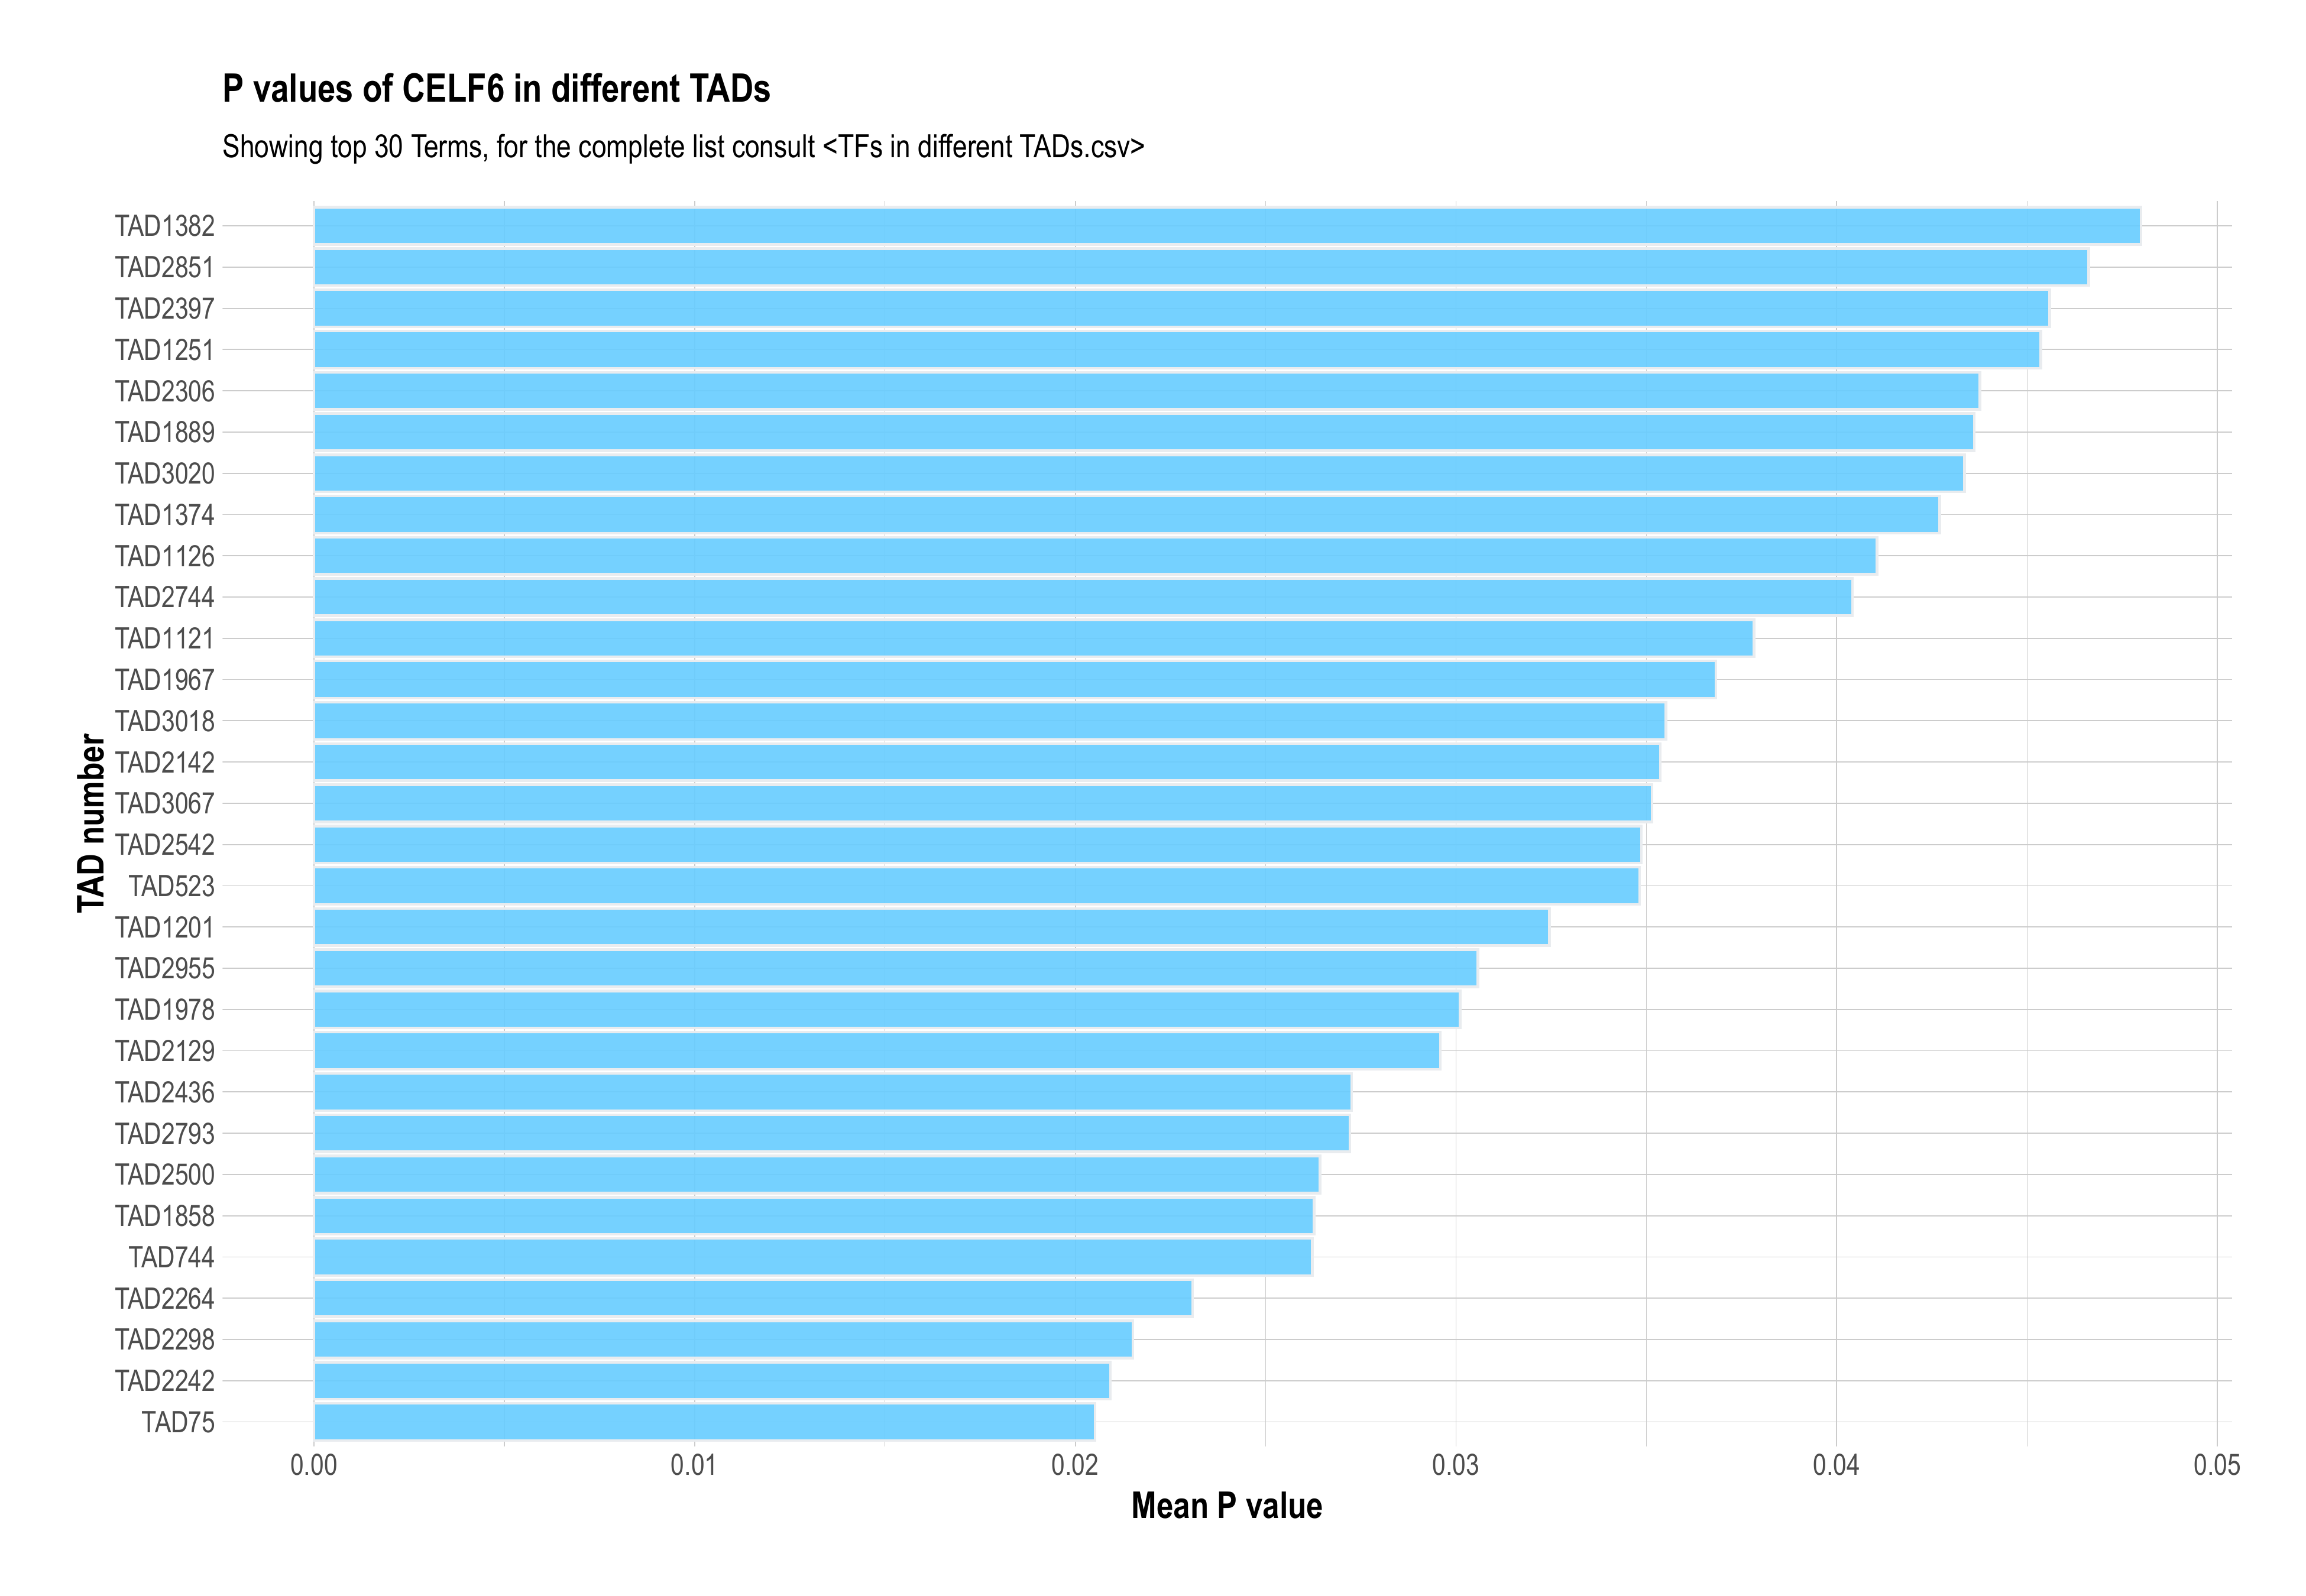 P values of CELF6 in different TADs
Showing top 30 Terms, for the complete list consult <TFs in different TADs.csv>
TAD number
TAD1382
TAD2851
TAD2397
TAD1251
TAD2306
TAD1889
TAD3020
TAD1374
TAD1126
TAD2744
TAD1121
TAD1967
TAD3018
TAD2142
TAD3067
TAD2542
TAD523
TAD1201
TAD2955
TAD1978
TAD2129
TAD2436
TAD2793
TAD2500
TAD1858
TAD744
TAD2264
TAD2298
TAD2242
TAD75
0.00 0.01 0.02 0.03 0.04 0.05
Mean P value